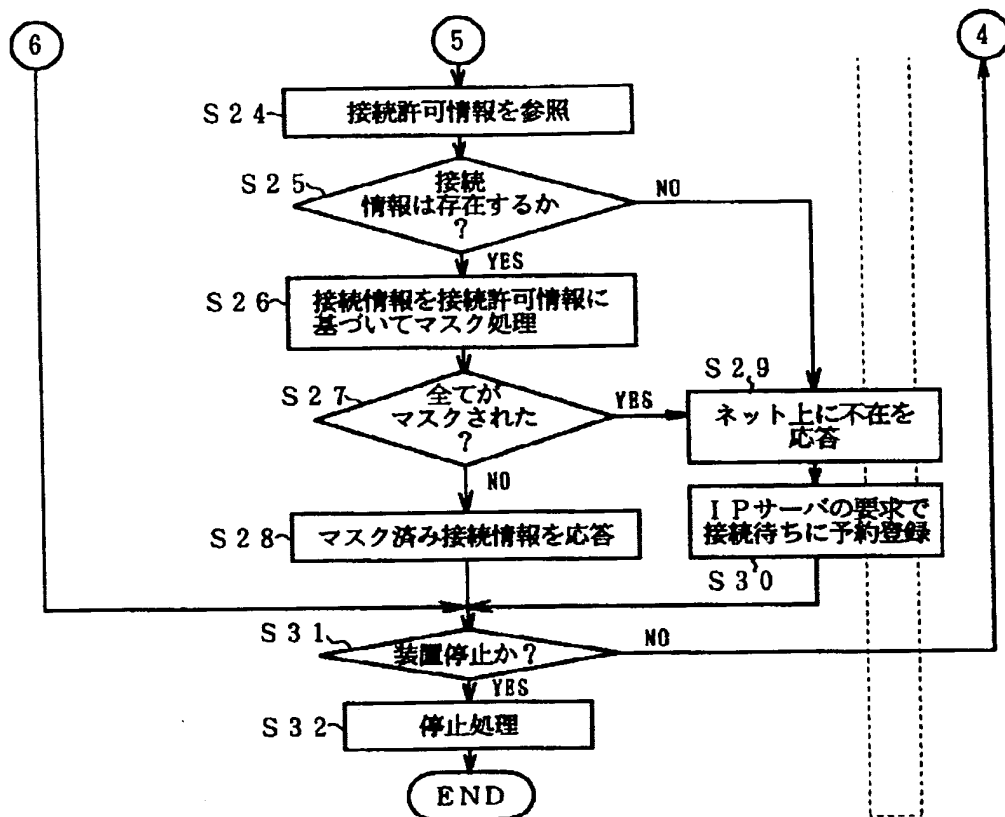 6
5
4
S24
接続許可情報を参照
S25
接続
情報は存在するか
?
NO
YES
S26
接続情報を接続許可情報に
基づいてマスク処理
S27
全てが
マスクされた
?
YES
NO
S29
ネット上に不在を
応答
S28
マスク済み接続情報を応答
IPサーバの要求で
接続待ちに予約登録
S30
S31
装置停止か?
NO
YES
S32
停止処理
END